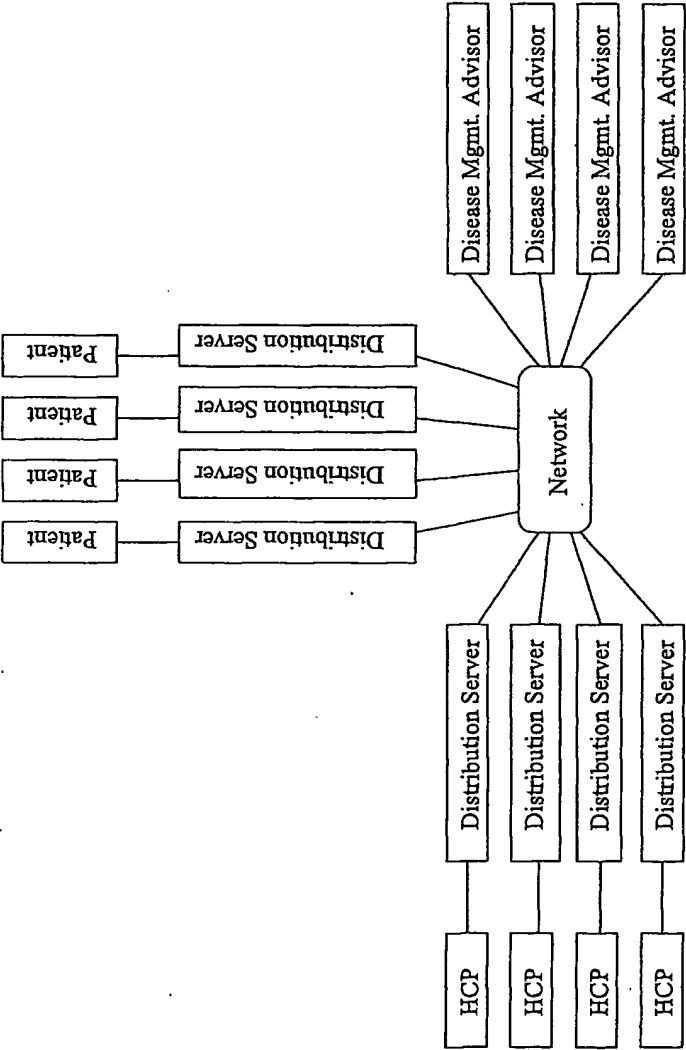 Disease Mgmt. Advisor
Disease Mgmt. Advisor
Disease Mgmt. Advisor
Disease Mgmt. Advisor
Patient
Distribution Server
Patient
Distribution Server
Patient
Distribution Server
Patient
Distribution Server
Network
Distribution Server
Distribution Server
Distribution Server
Distribution Server
HCP
HCP
HCP
HCP